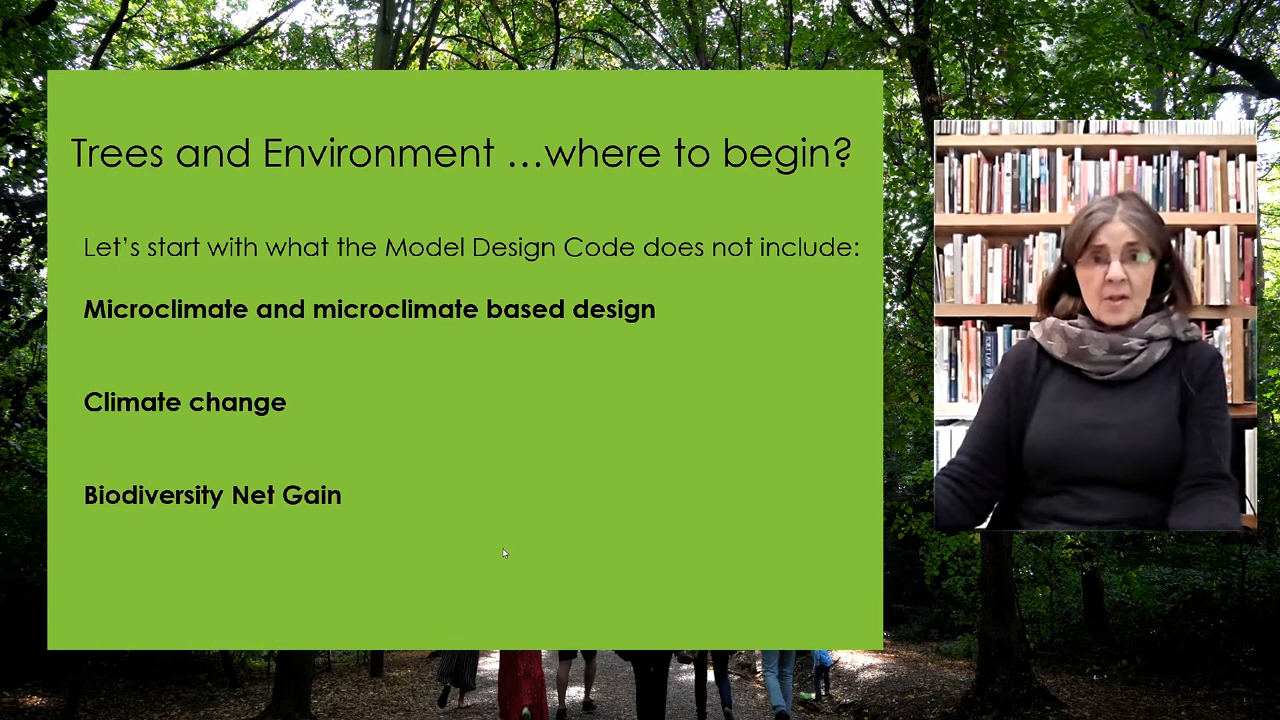 Trees and Environment …where to begin?
Let’s start with what the Model Design Code does not include:
Microclimate and microclimate based design
Climate change
Biodiversity Net Gain